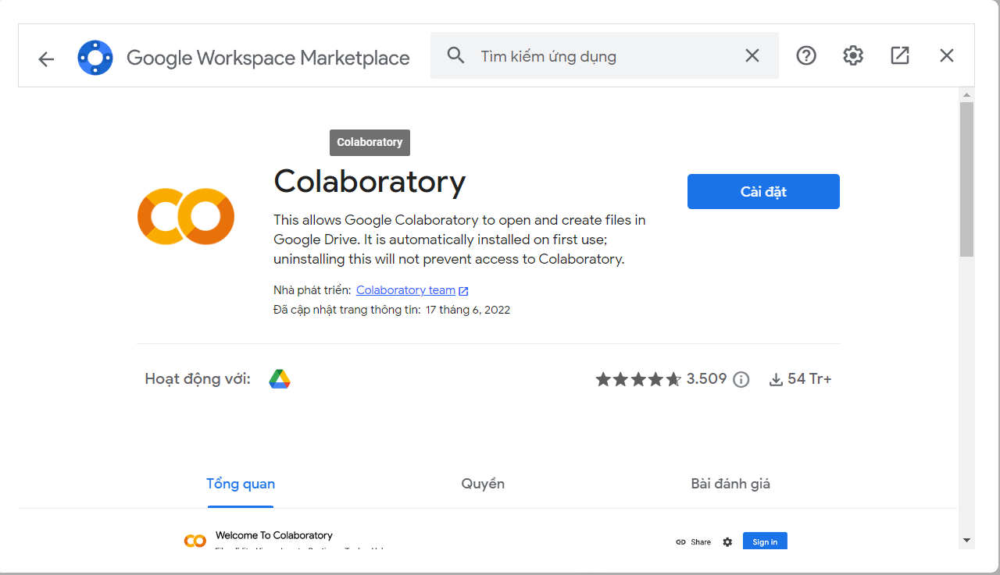 Google Workspace Marketplace
Tìm kiếm ứng dụng
Colaboratory
Colaboratory
Cài đặt
This allows Google Colaboratory to open and create files in
Google Drive. It is automatically installed on first use;
uninstalling this will not prevent access to Colaboratory.
Nhà phát triển: Colaboratory team
Đã cập nhật trang thông tin: 17 tháng 6, 2022
Hoạt động với:
3.509
54 Tr+
Tổng quan
Quyền
Bài đánh giá
Welcome To Colaboratory
Share
Sign in